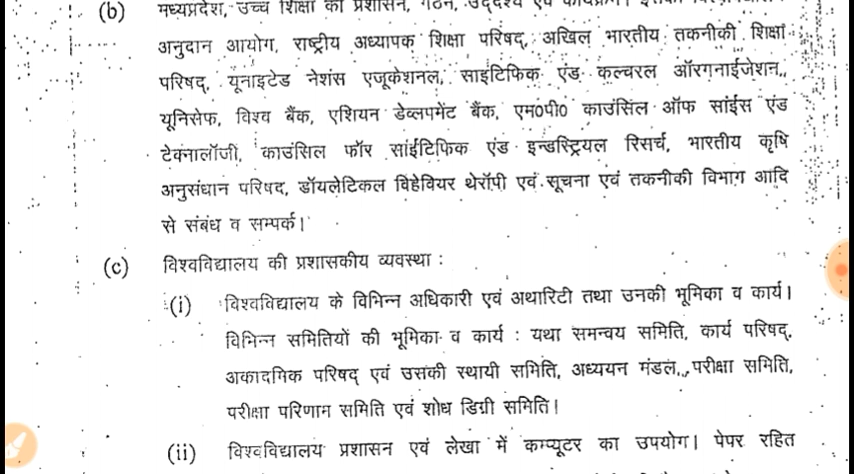 (b) मध्यप्रदेश, उच्च शिक्षा का प्रशासन, गठन, उद्देश्य एवं कार्यक्रम।
अनुदान आयोग, राष्ट्रीय अध्यापक शिक्षा परिषद्, अखिल भारतीय तकनीकी शिक्षा
परिषद्, यूनाइटेड नेशंस एजूकेशनल, साइंटिफिक एंड कल्चरल ऑरगनाईजेशन,
यूनिसेफ, विश्व बैंक, एशियन डेव्लपमेंट बैंक, एम0पी0 काउंसिल ऑफ सांईस एंड
टेक्नालॉजी, काउंसिल फॉर सांईटिफिक एंड इन्डस्ट्रियल रिसर्च, भारतीय कृषि
अनुसंधान परिषद, डॉयलेटिकल विहेवियर थेरॉपी एवं सूचना एवं तकनीकी विभाग आदि
से संबंध व सम्पर्क।
(c) विश्वविद्यालय की प्रशासकीय व्यवस्था :
(i) विश्वविद्यालय के विभिन्न अधिकारी एवं अथारिटी तथा उनकी भूमिका व कार्य।
विभिन्न समितियों की भूमिका व कार्य : यथा समन्वय समिति, कार्य परिषद्,
अकादमिक परिषद् एवं उसकी स्थायी समिति, अध्ययन मंडल, परीक्षा समिति,
परीक्षा परिणाम समिति एवं शोध डिग्री समिति।
(ii) विश्वविद्यालय प्रशासन एवं लेखा में कम्प्यूटर का उपयोग। पेपर रहित